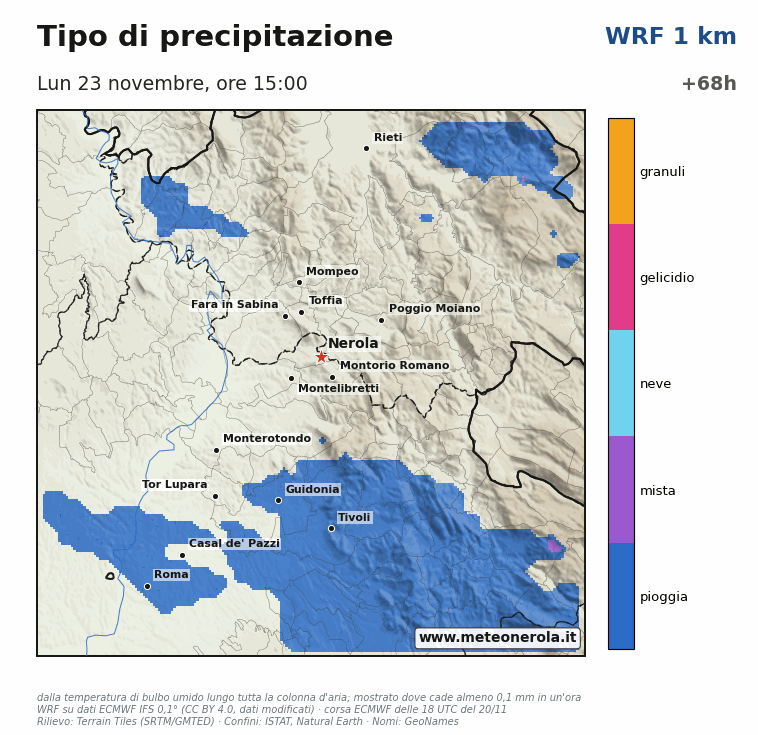 Tipo di precipitazione
WRF 1 km
Lun 23 novembre, ore 15:00
+68h
Rieti
granuli
gelicidio
neve
mista
pioggia
Mompeo
Toffia
Fara in Sabina
Poggio Moiano
Nerola
Montorio Romano
Montelibretti
Monterotondo
Tor Lupara
Guidonia
Tivoli
Casal de' Pazzi
Roma
www.meteonerola.it
dalla temperatura di bulbo umido lungo tutta la colonna d'aria; mostrato dove cade almeno 0,1 mm in un'ora
WRF su dati ECMWF IFS 0,1° (CC BY 4.0, dati modificati) · corsa ECMWF delle 18 UTC del 20/11
Rilievo: Terrain Tiles (SRTM/GMTED) · Confini: ISTAT, Natural Earth · Nomi: GeoNames